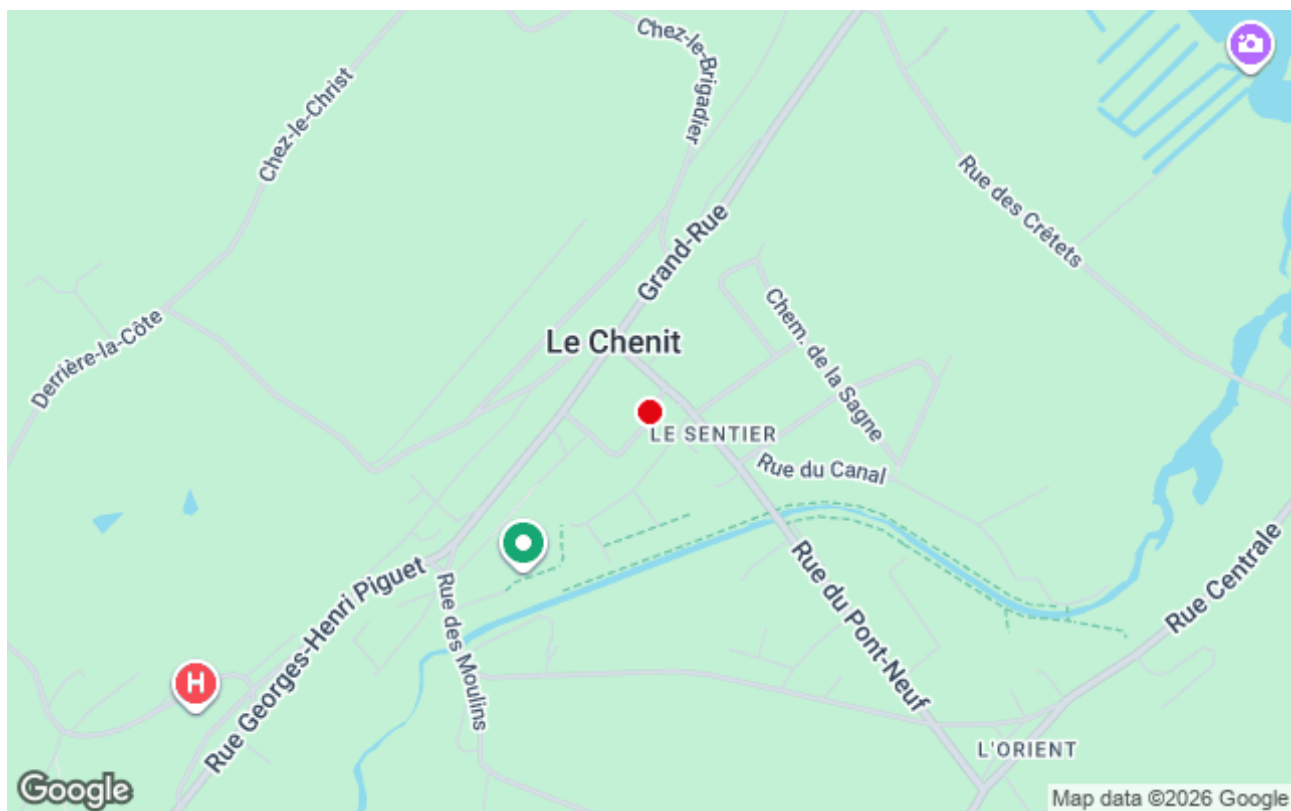 Chez-le-Brigadier
Chez-le-Christ
Rue des Crêtets
Grand-Rue
Derrière-la-Côte
Le Chenit
Chem. de la Sagne
LE SENTIER
Rue du Canal
Rue Georges-Henri Piguet
Rue des Moulins
Rue du Pont-Neuf
Rue Centrale
H
L'ORIENT
Google
Map data ©2026 Google